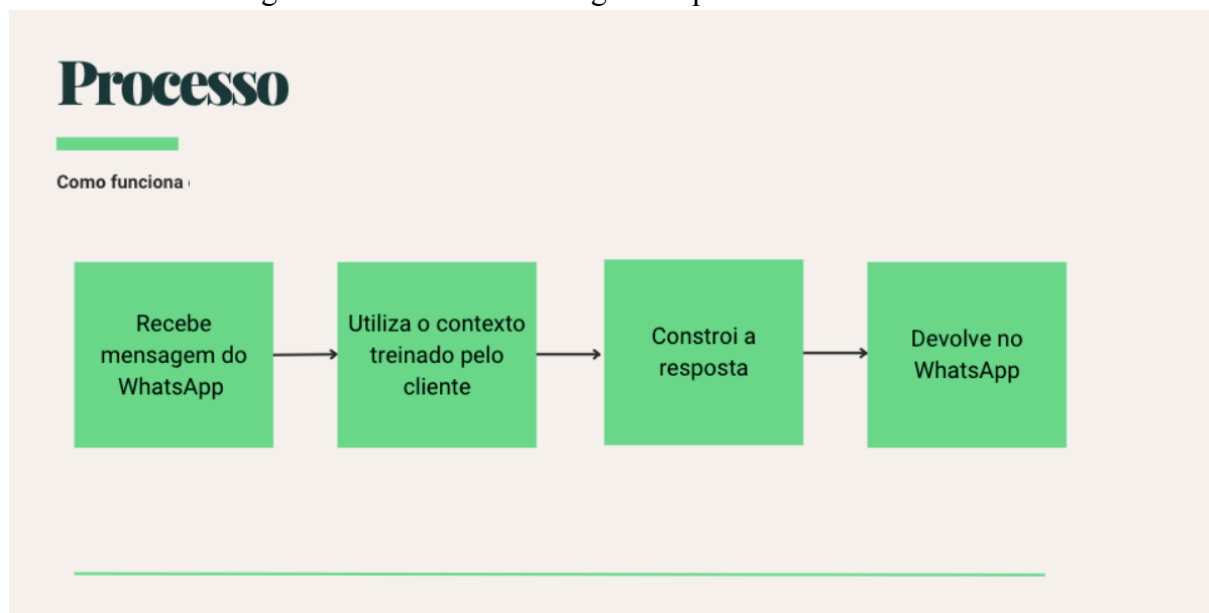 Processo
Como funciona
Recebe
mensagem do
WhatsApp
Utiliza o contexto
treinado pelo
cliente
Constroi a
resposta
Devolve no
WhatsApp